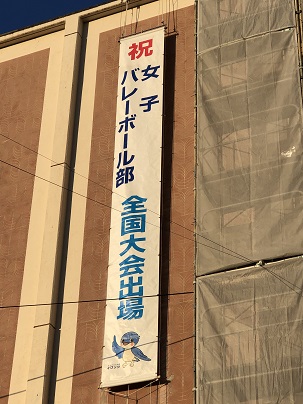 祝
女子
バレーボール部
全国大会出場